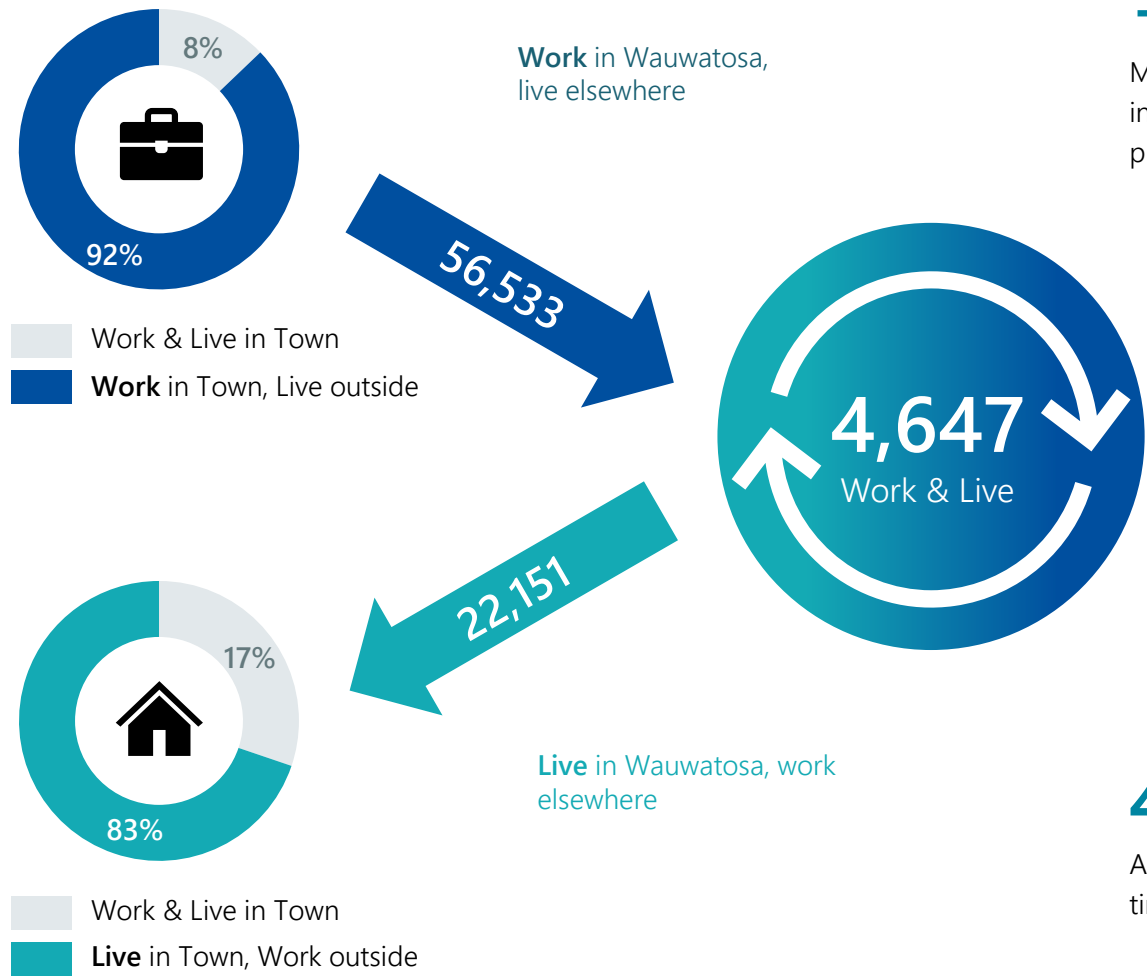 8%
92%
Work & Live in Town
Work in Town, Live outside
Work in Wauwatosa,
live elsewhere
56,533
4,647
Work & Live
22,151
17%
83%
Live in Wauwatosa, work
elsewhere
Work & Live in Town
Live in Town, Work outside